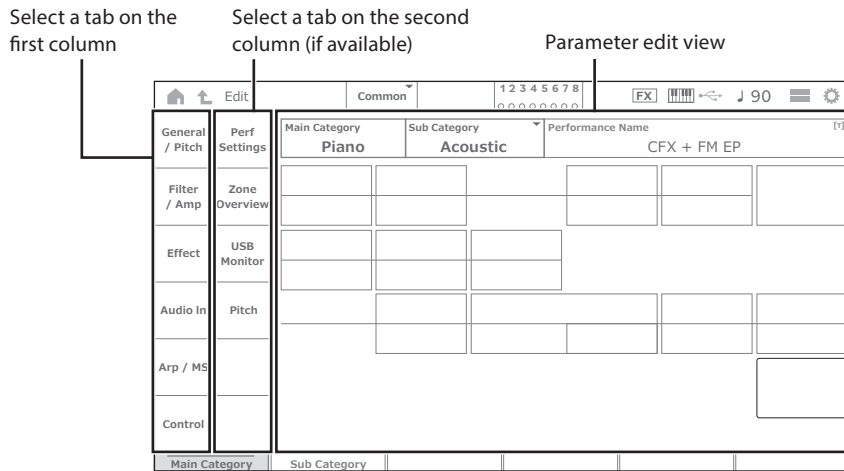 Select a tab on the
first column
Select a tab on the second
column (if available)
Parameter edit view
Edit
Common
1 2 3 4 5 6 7 8
FX
90
General
/ Pitch
Perf
Settings
Main Category
Piano
Sub Category
Acoustic
Performance Name
CFX + FM EP
[T]
Filter
/ Amp
Zone
Overview
Effect
USB
Monitor
Audio In
Pitch
Arp / MS
Control
Main Category
Sub Category